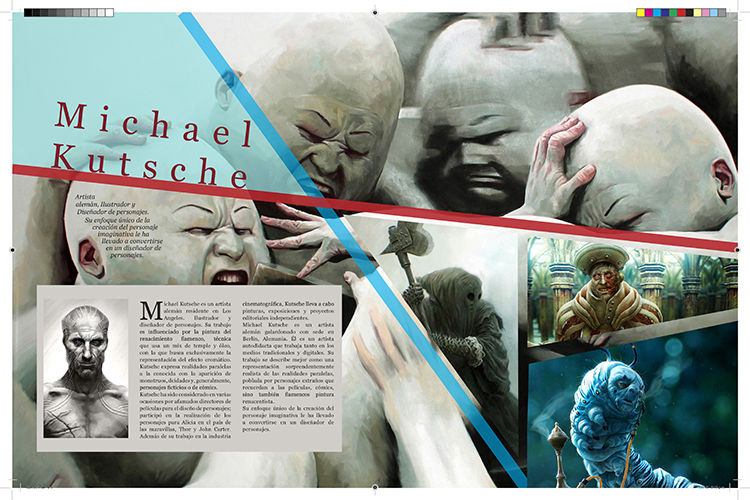 Michael
Kutsche
Artista
alemán, Ilustrador y
Diseñador de personajes.
Su enfoque único de la
creación del personaje
imaginativa le ha
llevado a convertirse
en un diseñador de
personajes.
Michael Kutsche es un artista
alemán residente en Los
Angeles. Ilustrador y
diseñador de personajes. Su trabajo
es influenciado por la pintura del
renacimiento flamenco, técnica
que usa un mix de temple y óleo,
con la que busca exclusivamente la
representación del efecto cromático.
Kutsche expresa realidades paralelas
a la conocida con la aparición de
monstruos, deidades y, generalmente,
personajes ficticios o de cómics.
Kutsche ha sido considerado en varias
ocasiones por afamados directores de
películas para el diseño de personajes;
participó en la realización de los
personajes para Alicia en el país de
las maravillas, Thor y John Carter.
Además de su trabajo en la industria
cinematográfica, Kutsche lleva a cabo
pinturas, exposiciones y proyectos
editoriales independientes.
Michael Kutsche es un artista
alemán galardonado con sede en
Berlín, Alemania. Él es un artista
autodidacta que trabaja tanto en los
medios tradicionales y digitales. Su
trabajo se describe mejor como una
representación sorprendentemente
realista de las realidades paralelas,
poblada por personajes extraños que
recuerdan a las películas, cómics,
sino también flamencos pintura
renacentista.
Su enfoque único de la creación del
personaje imaginativa le ha llevado
a convertirse en un diseñador de
personajes.